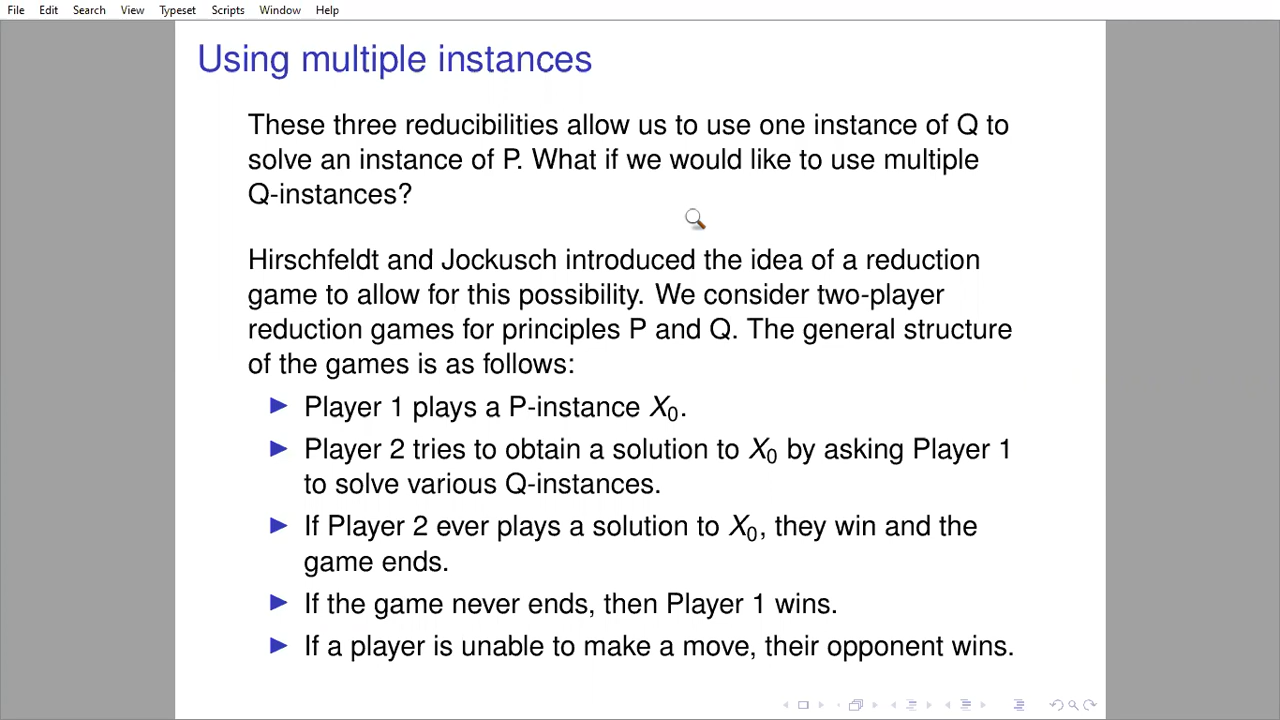 File Edit Search View Typeset Scripts Window Help
Using multiple instances
These three reducibilities allow us to use one instance of Q to
solve an instance of P. What if we would like to use multiple
Q-instances?
Hirschfeldt and Jockusch introduced the idea of a reduction
game to allow for this possibility. We consider two-player
reduction games for principles P and Q. The general structure
of the games is as follows:
▶ Player 1 plays a P-instance X₀.
▶ Player 2 tries to obtain a solution to X₀ by asking Player 1
to solve various Q-instances.
▶ If Player 2 ever plays a solution to X₀, they win and the
game ends.
▶ If the game never ends, then Player 1 wins.
▶ If a player is unable to make a move, their opponent wins.